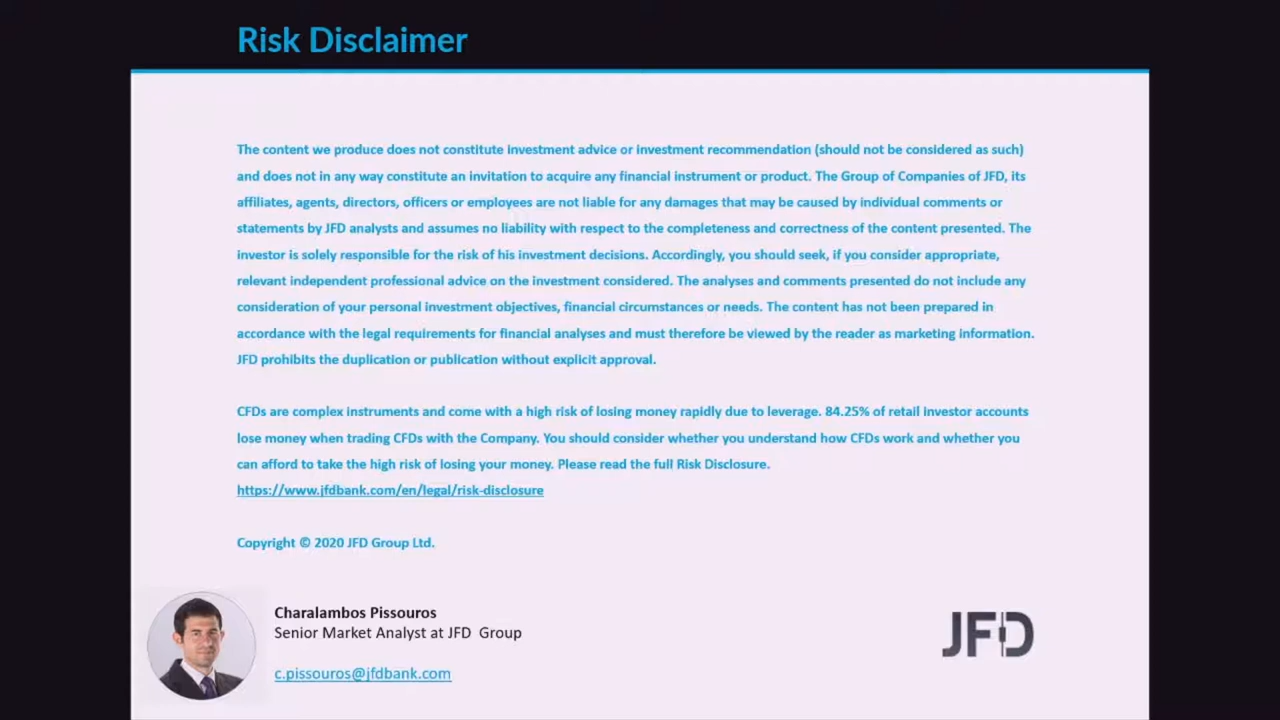 Risk Disclaimer
The content we produce does not constitute investment advice or investment recommendation (should not be considered as such)
and does not in any way constitute an invitation to acquire any financial instrument or product. The Group of Companies of JFD, its
affiliates, agents, directors, officers or employees are not liable for any damages that may be caused by individual comments or
statements by JFD analysts and assumes no liability with respect to the completeness and correctness of the content presented. The
investor is solely responsible for the risk of his investment decisions. Accordingly, you should seek, if you consider appropriate,
relevant independent professional advice on the investment considered. The analyses and comments presented do not include any
consideration of your personal investment objectives, financial circumstances or needs. The content has not been prepared in
accordance with the legal requirements for financial analyses and must therefore be viewed by the reader as marketing information.
JFD prohibits the duplication or publication without explicit approval.
CFDs are complex instruments and come with a high risk of losing money rapidly due to leverage. 84.25% of retail investor accounts
lose money when trading CFDs with the Company. You should consider whether you understand how CFDs work and whether you
can afford to take the high risk of losing your money. Please read the full Risk Disclosure.
https://www.jfdbank.com/en/legal/risk-disclosure
Copyright © 2020 JFD Group Ltd.
Charalambos Pissouros
Senior Market Analyst at JFD Group
c.pissouros@jfdbank.com
JFD